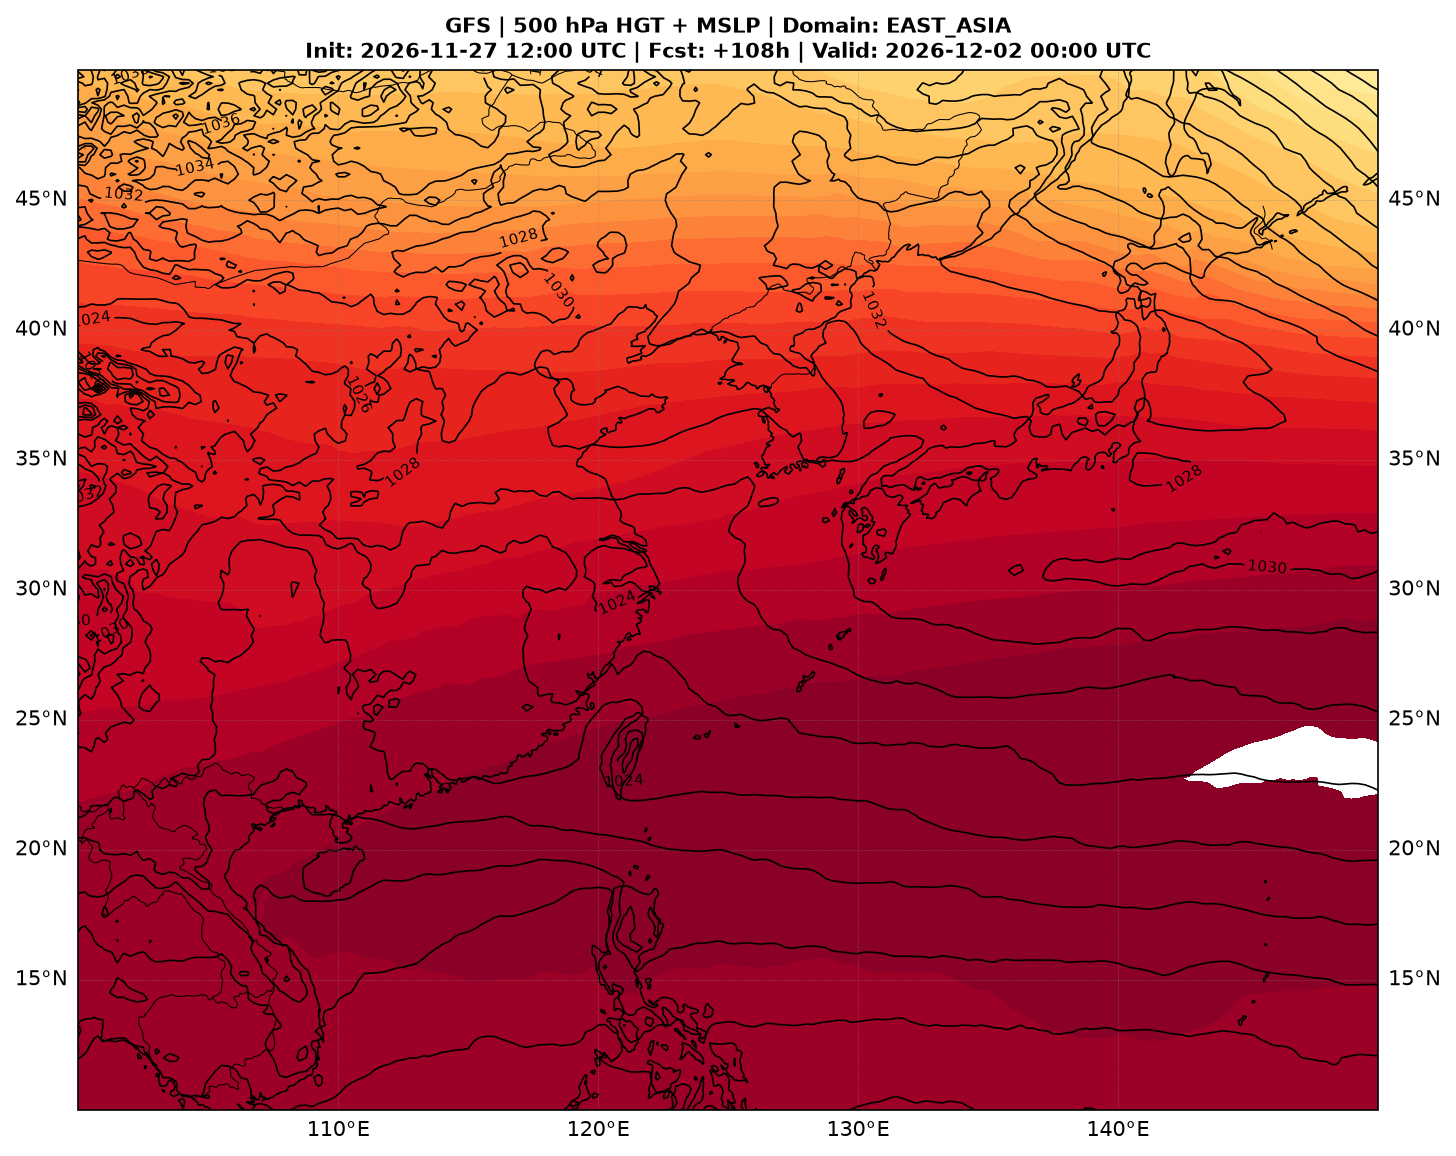 GFS | 500 hPa HGT + MSLP | Domain: EAST_ASIA
Init: 2026-11-27 12:00 UTC | Fcst: +108h | Valid: 2026-12-02 00:00 UTC
1036
1034
45°N 1032 45°N
1028
1030
1032
40°N 1024 40°N
1026
1028
35°N 1028 35°N
1030
30°N 1024 30°N
1030
25°N 25°N
1024
20°N 20°N
15°N 15°N
110°E 120°E 130°E 140°E